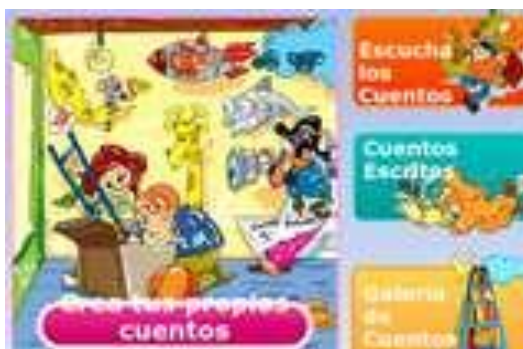 Crea tus propios
cuentos
Escucha
los
Cuentos
Cuentos
Escritos
Galería
de
Cuentos